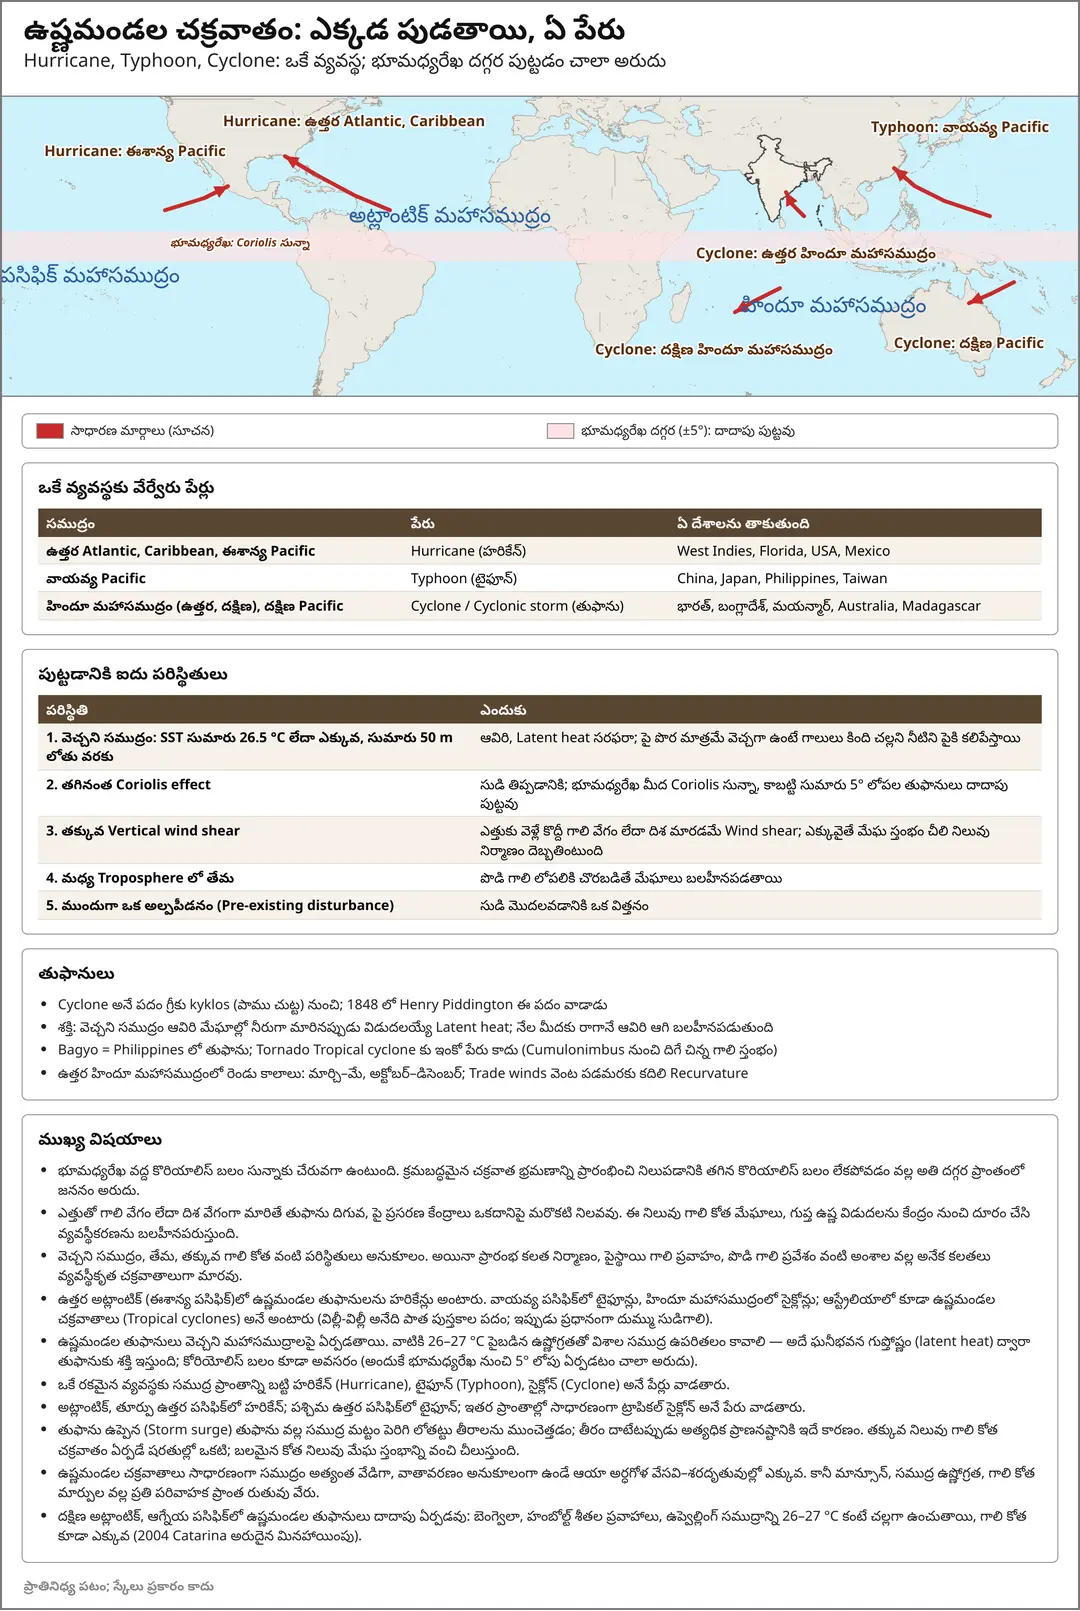 ఉష్ణమండల చక్రవాతం: ఎక్కడ పుడతాయి, ఏ పేరు
Hurricane, Typhoon, Cyclone: ఒకే వ్యవస్థ; భూమధ్యరేఖ దగ్గర పుట్టడం చాలా అరుదు
Hurricane: ఉత్తర Atlantic, Caribbean
Typhoon: వాయవ్య Pacific
Hurricane: ఈశాన్య Pacific
అట్లాంటిక్ మహాసముద్రం
భూమధ్యరేఖ: Coriolis సున్నా
Cyclone: ఉత్తర హిందూ మహాసముద్రం
పసిఫిక్ మహాసముద్రం
హిందూ మహాసముద్రం
Cyclone: దక్షిణ హిందూ మహాసముద్రం
Cyclone: దక్షిణ Pacific
సాధారణ మార్గాలు (సూచన)
భూమధ్యరేఖ దగ్గర (±5°): దాదాపు పుట్టవు
ఒకే వ్యవస్థకు వేర్వేరు పేర్లు
సముద్రం పేరు ఏ దేశాలను తాకుతుంది
ఉత్తర Atlantic, Caribbean, ఈశాన్య Pacific Hurricane (హరికేన్) West Indies, Florida, USA, Mexico
వాయవ్య Pacific Typhoon (టైఫూన్) China, Japan, Philippines, Taiwan
హిందూ మహాసముద్రం (ఉత్తర, దక్షిణ), దక్షిణ Pacific Cyclone / Cyclonic storm (తుఫాను) భారత్, బంగ్లాదేశ్, మయన్మార్, Australia, Madagascar
పుట్టడానికి ఐదు పరిస్థితులు
పరిస్థితి ఎందుకు
1. వెచ్చని సముద్రం: SST సుమారు 26.5 °C లేదా ఎక్కువ, సుమారు 50 m ఆవిరి, Latent heat సరఫరా; పై పొర మాత్రమే వెచ్చగా ఉంటే గాలులు కింది చల్లని నీటిని పైకి కలిపేస్తాయి
లోతు వరకు
2. తగినంత Coriolis effect సుడి తిప్పడానికి; భూమధ్యరేఖ మీద Coriolis సున్నా, కాబట్టి సుమారు 5° లోపల తుఫానులు దాదాపు
పుట్టవు
3. తక్కువ Vertical wind shear ఎత్తుకు వెళ్లే కొద్దీ గాలి వేగం లేదా దిశ మారడమే Wind shear; ఎక్కువైతే మేఘ స్తంభం చీలి నిలువు
నిర్మాణం దెబ్బతింటుంది
4. మధ్య Troposphere లో తేమ పొడి గాలి లోపలికి చొరబడితే మేఘాలు బలహీనపడతాయి
5. ముందుగా ఒక అల్పపీడనం (Pre-existing disturbance) సుడి మొదలవడానికి ఒక విత్తనం
తుఫానులు
• Cyclone అనే పదం గ్రీకు kyklos (పాము చుట్ట) నుంచి; 1848 లో Henry Piddington ఈ పదం వాడాడు
• శక్తి: వెచ్చని సముద్రం ఆవిరి మేఘాల్లో నీరుగా మారినప్పుడు విడుదలయ్యే Latent heat; నేల మీదకు రాగానే ఆవిరి ఆగి బలహీనపడుతుంది
• Bagyo = Philippines లో తుఫాను; Tornado Tropical cyclone కు ఇంకో పేరు కాదు (Cumulonimbus నుంచి దిగే చిన్న గాలి స్తంభం)
• ఉత్తర హిందూ మహాసముద్రంలో రెండు కాలాలు: మార్చి–మే, అక్టోబర్–డిసెంబర్; Trade winds వెంట పడమరకు కదిలి Recurvature
ముఖ్య విషయాలు
• భూమధ్యరేఖ వద్ద కొరియాలిస్ బలం సున్నాకు చేరువగా ఉంటుంది. క్రమబద్ధమైన చక్రవాత భ్రమణాన్ని ప్రారంభించి నిలుపడానికి తగిన కొరియాలిస్ బలం లేకపోవడం వల్ల అతి దగ్గర ప్రాంతంలో
జననం అరుదు.
• ఎత్తుతో గాలి వేగం లేదా దిశ వేగంగా మారితే తుఫాను దిగువ, పై ప్రసరణ కేంద్రాలు ఒకదానిపై మరొకటి నిలవవు. ఈ నిలువు గాలి కోత మేఘాలు, గుప్త ఉష్ణ విడుదలను కేంద్రం నుంచి దూరం చేసి
వ్యవస్థీకరణను బలహీనపరుస్తుంది.
• వెచ్చని సముద్రం, తేమ, తక్కువ గాలి కోత వంటి పరిస్థితులు అనుకూలం. అయినా ప్రారంభ కలత నిర్మాణం, పైస్థాయి గాలి ప్రవాహం, పొడి గాలి ప్రవేశం వంటి అంశాల వల్ల అనేక కలతలు
వ్యవస్థీకృత చక్రవాతాలుగా మారవు.
• ఉత్తర అట్లాంటిక్ (ఈశాన్య పసిఫిక్)లో ఉష్ణమండల తుఫానులను హరికేన్లు అంటారు. వాయవ్య పసిఫిక్‌లో టైఫూన్లు, హిందూ మహాసముద్రంలో సైక్లోన్లు; ఆస్ట్రేలియాలో కూడా ఉష్ణమండల
చక్రవాతాలు (Tropical cyclones) అనే అంటారు (విల్లీ-విల్లీ అనేది పాత పుస్తకాల పదం; ఇప్పుడు ప్రధానంగా దుమ్ము సుడిగాలి).
• ఉష్ణమండల తుఫానులు వెచ్చని మహాసముద్రాలపై ఏర్పడతాయి. వాటికి 26–27 °C పైబడిన ఉష్ణోగ్రతతో విశాల సముద్ర ఉపరితలం కావాలి — అదే ఘనీభవన గుప్తోష్ణం (latent heat) ద్వారా
తుఫానుకు శక్తి ఇస్తుంది; కోరియోలిస్ బలం కూడా అవసరం (అందుకే భూమధ్యరేఖ నుంచి 5° లోపు ఏర్పడటం చాలా అరుదు).
• ఒకే రకమైన వ్యవస్థకు సముద్ర ప్రాంతాన్ని బట్టి హరికేన్ (Hurricane), టైఫూన్ (Typhoon), సైక్లోన్ (Cyclone) అనే పేర్లు వాడతారు.
• అట్లాంటిక్, తూర్పు ఉత్తర పసిఫిక్‌లో హరికేన్; పశ్చిమ ఉత్తర పసిఫిక్‌లో టైఫూన్; ఇతర ప్రాంతాల్లో సాధారణంగా ట్రాపికల్ సైక్లోన్ అనే పేరు వాడతారు.
• తుఫాను ఉప్పెన (Storm surge) తుఫాను వల్ల సముద్ర మట్టం పెరిగి లోతట్టు తీరాలను ముంచెత్తడం; తీరం దాటేటప్పుడు అత్యధిక ప్రాణనష్టానికి ఇదే కారణం. తక్కువ నిలువు గాలి కోత
చక్రవాతం ఏర్పడే షరతుల్లో ఒకటి; బలమైన కోత నిలువు మేఘ స్తంభాన్ని వంచి చీలుస్తుంది.
• ఉష్ణమండల చక్రవాతాలు సాధారణంగా సముద్రం అత్యంత వేడిగా, వాతావరణం అనుకూలంగా ఉండే ఆయా అర్ధగోళ వేసవి–శరదృతువుల్లో ఎక్కువ. కానీ మాన్సూన్, సముద్ర ఉష్ణోగ్రత, గాలి కోత
మార్పుల వల్ల ప్రతి పరివాహక ప్రాంత రుతువు వేరు.
• దక్షిణ అట్లాంటిక్, ఆగ్నేయ పసిఫిక్‌లో ఉష్ణమండల తుఫానులు దాదాపు ఏర్పడవు: బెంగ్వెలా, హంబోల్ట్ శీతల ప్రవాహాలు, ఉప్వెల్లింగ్ సముద్రాన్ని 26–27 °C కంటే చల్లగా ఉంచుతాయి, గాలి కోత
కూడా ఎక్కువ (2004 Catarina అరుదైన మినహాయింపు).
ప్రాతినిధ్య పటం; స్కేలు ప్రకారం కాదు